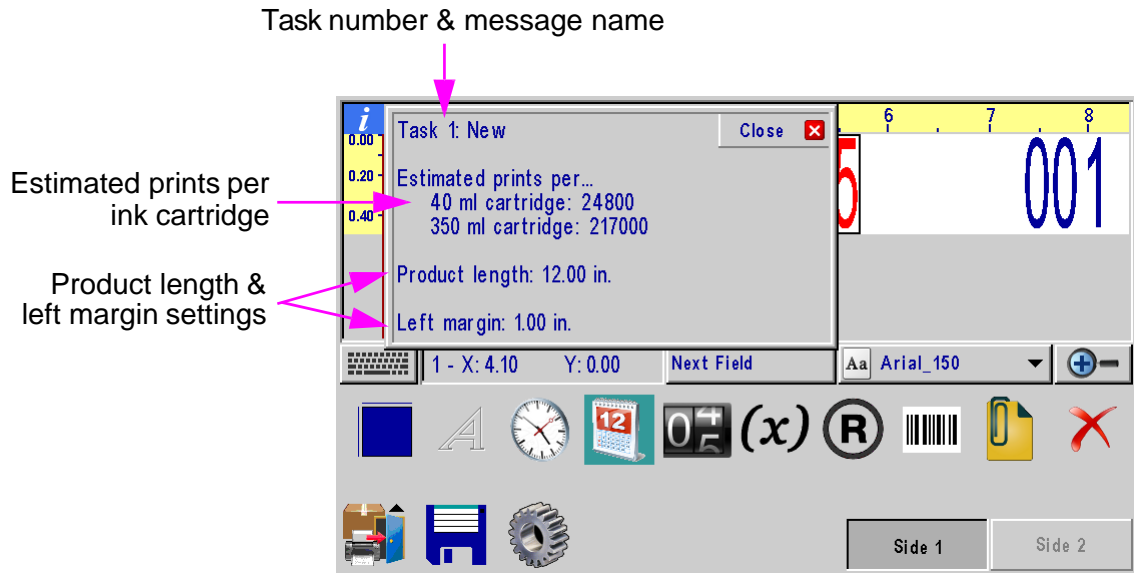 Task number & message name
i
6 7 8
Task 1: New
Close
0.00
0.20
0.40
5
001
Estimated prints per...
40 ml cartridge: 24800
350 ml cartridge: 217000
Product length: 12.00 in.
Left margin: 1.00 in.
Estimated prints per
ink cartridge
Product length &
left margin settings
1 - X: 4.10 Y: 0.00
Next Field
Aa Arial_150
A
12
04
5
(x)
R
Side 1
Side 2